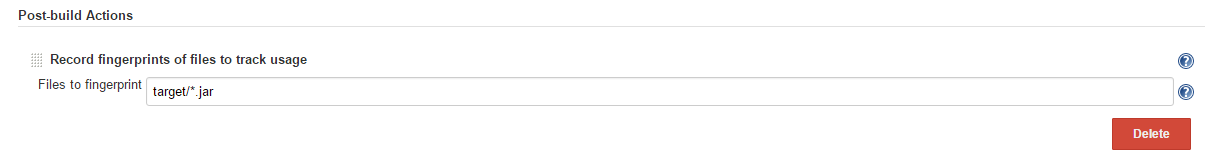 Post-build Actions
Record fingerprints of files to track usage
?
Files to fingerprint target/*.jar
?
Delete